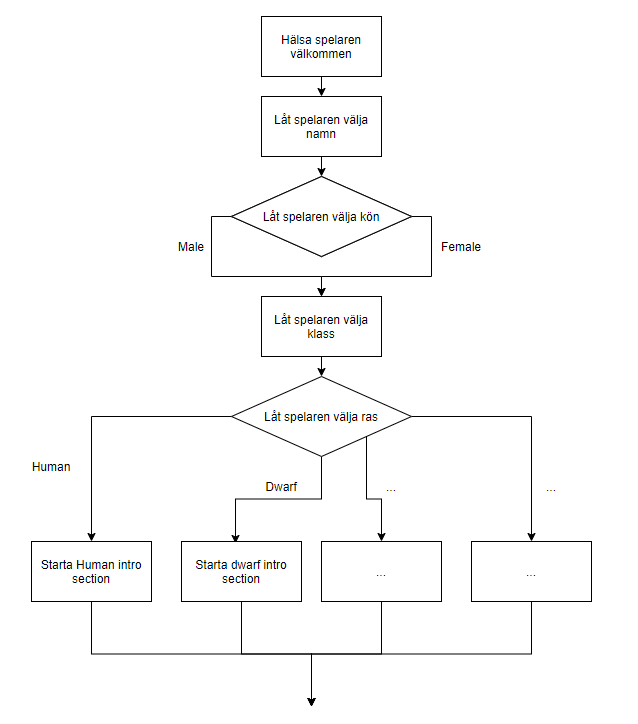 Hälsa spelaren
välkommen
Låt spelaren välja
namn
Låt spelaren välja kön
Male
Female
Låt spelaren välja
klass
Låt spelaren välja ras
Human
Dwarf
...
...
Starta Human intro
section
Starta dwarf intro
section
...
...